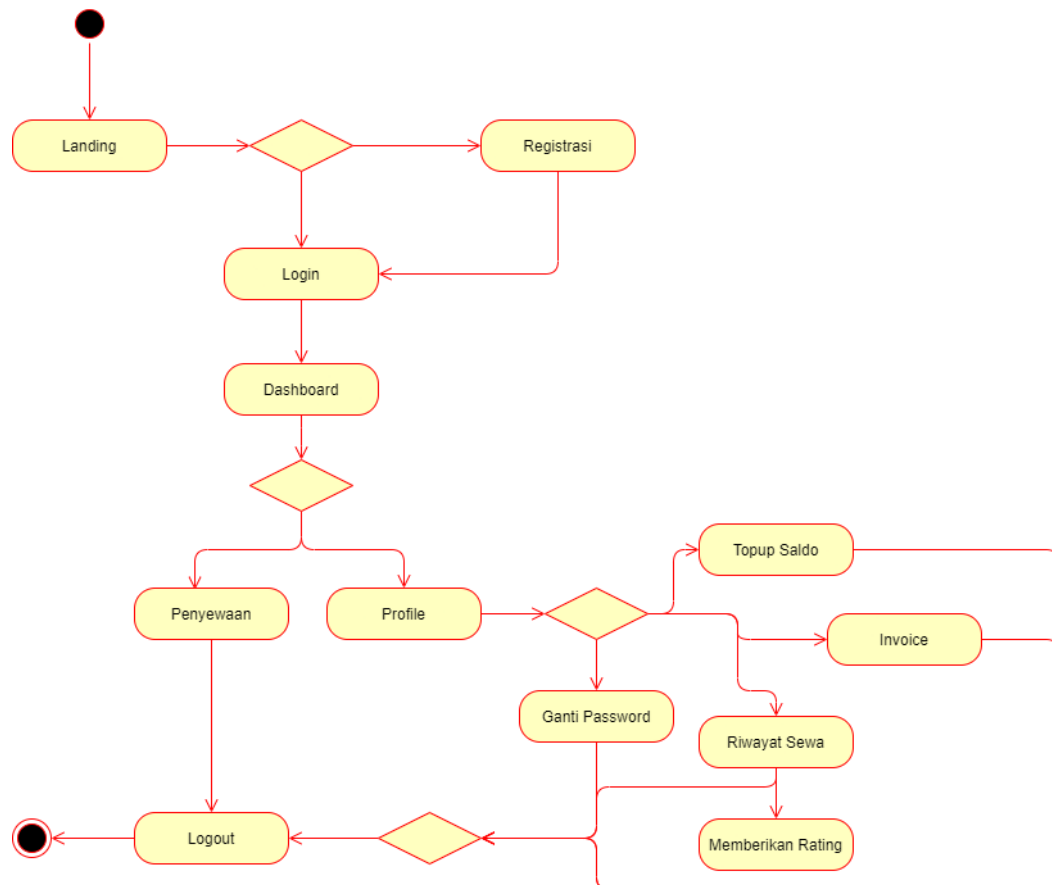 Landing
Registrasi
Login
Dashboard
Topup Saldo
Penyewaan
Profile
Invoice
Ganti Password
Riwayat Sewa
Logout
Memberikan Rating